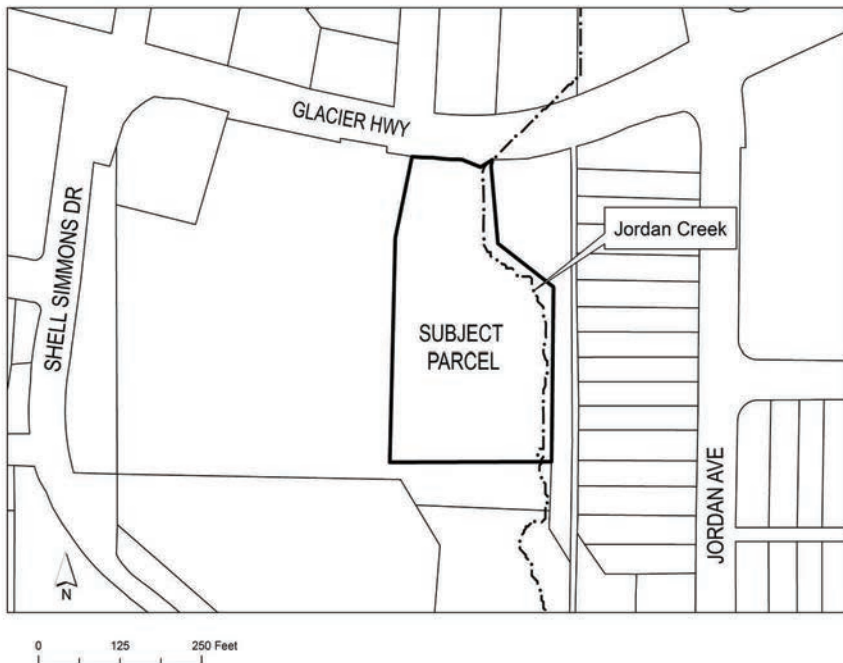 GLACIER HWY
SHELL SIMMONS DR
Jordan Creek
SUBJECT
PARCEL
JORDAN AVE
N
0 125 250 Feet